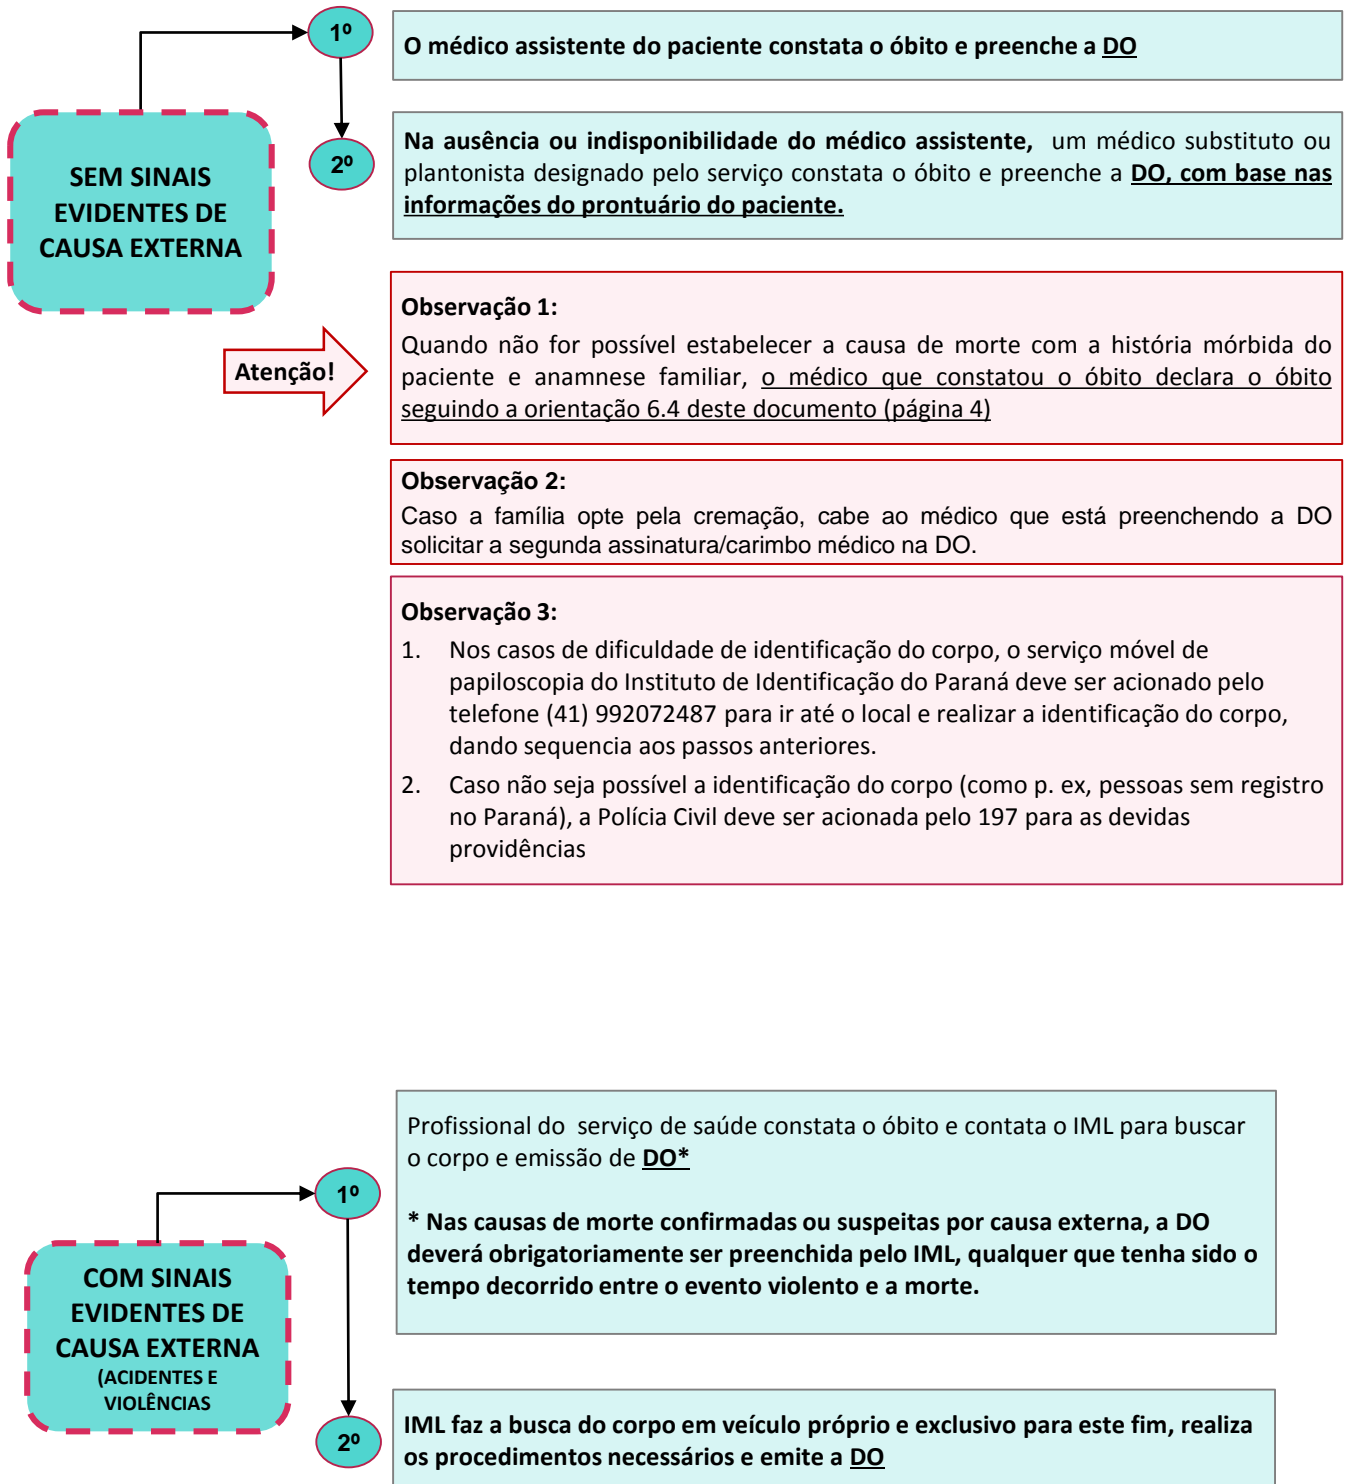 1º
O médico assistente do paciente constata o óbito e preenche a DO
SEM SINAIS
EVIDENTES DE
CAUSA EXTERNA
2º
Na ausência ou indisponibilidade do médico assistente, um médico substituto ou
plantonista designado pelo serviço constata o óbito e preenche a DO, com base nas
informações do prontuário do paciente.
Atenção!
Observação 1:
Quando não for possível estabelecer a causa de morte com a história mórbida do
paciente e anamnese familiar, o médico que constatou o óbito declara o óbito
seguindo a orientação 6.4 deste documento (página 4)
Observação 2:
Caso a família opte pela cremação, cabe ao médico que está preenchendo a DO
solicitar a segunda assinatura/carimbo médico na DO.
Observação 3:
1. Nos casos de dificuldade de identificação do corpo, o serviço móvel de
papiloscopia do Instituto de Identificação do Paraná deve ser acionado pelo
telefone (41) 992072487 para ir até o local e realizar a identificação do corpo,
dando sequencia aos passos anteriores.
2. Caso não seja possível a identificação do corpo (como p. ex, pessoas sem registro
no Paraná), a Polícia Civil deve ser acionada pelo 197 para as devidas
providências
COM SINAIS
EVIDENTES DE
CAUSA EXTERNA
(ACIDENTES E
VIOLÊNCIAS
1º
Profissional do serviço de saúde constata o óbito e contata o IML para buscar
o corpo e emissão de DO*
* Nas causas de morte confirmadas ou suspeitas por causa externa, a DO
deverá obrigatoriamente ser preenchida pelo IML, qualquer que tenha sido o
tempo decorrido entre o evento violento e a morte.
2º
IML faz a busca do corpo em veículo próprio e exclusivo para este fim, realiza
os procedimentos necessários e emite a DO